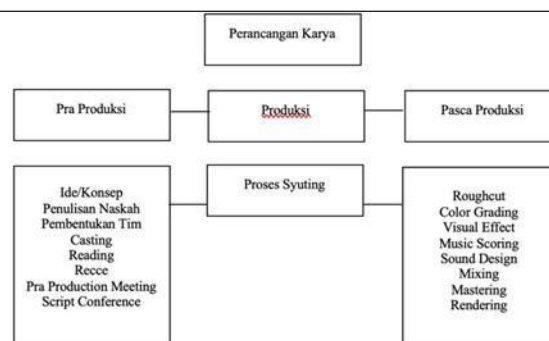 Perancangan Karya
Pra Produksi
Produksi
Pasca Produksi
Ide/Konsep
Penulisan Naskah
Pembentukan Tim
Casting
Reading
Recce
Pra Production Meeting
Script Conference
Proses Syuting
Roughcut
Color Grading
Visual Effect
Music Scoring
Sound Design
Mixing
Mastering
Rendering